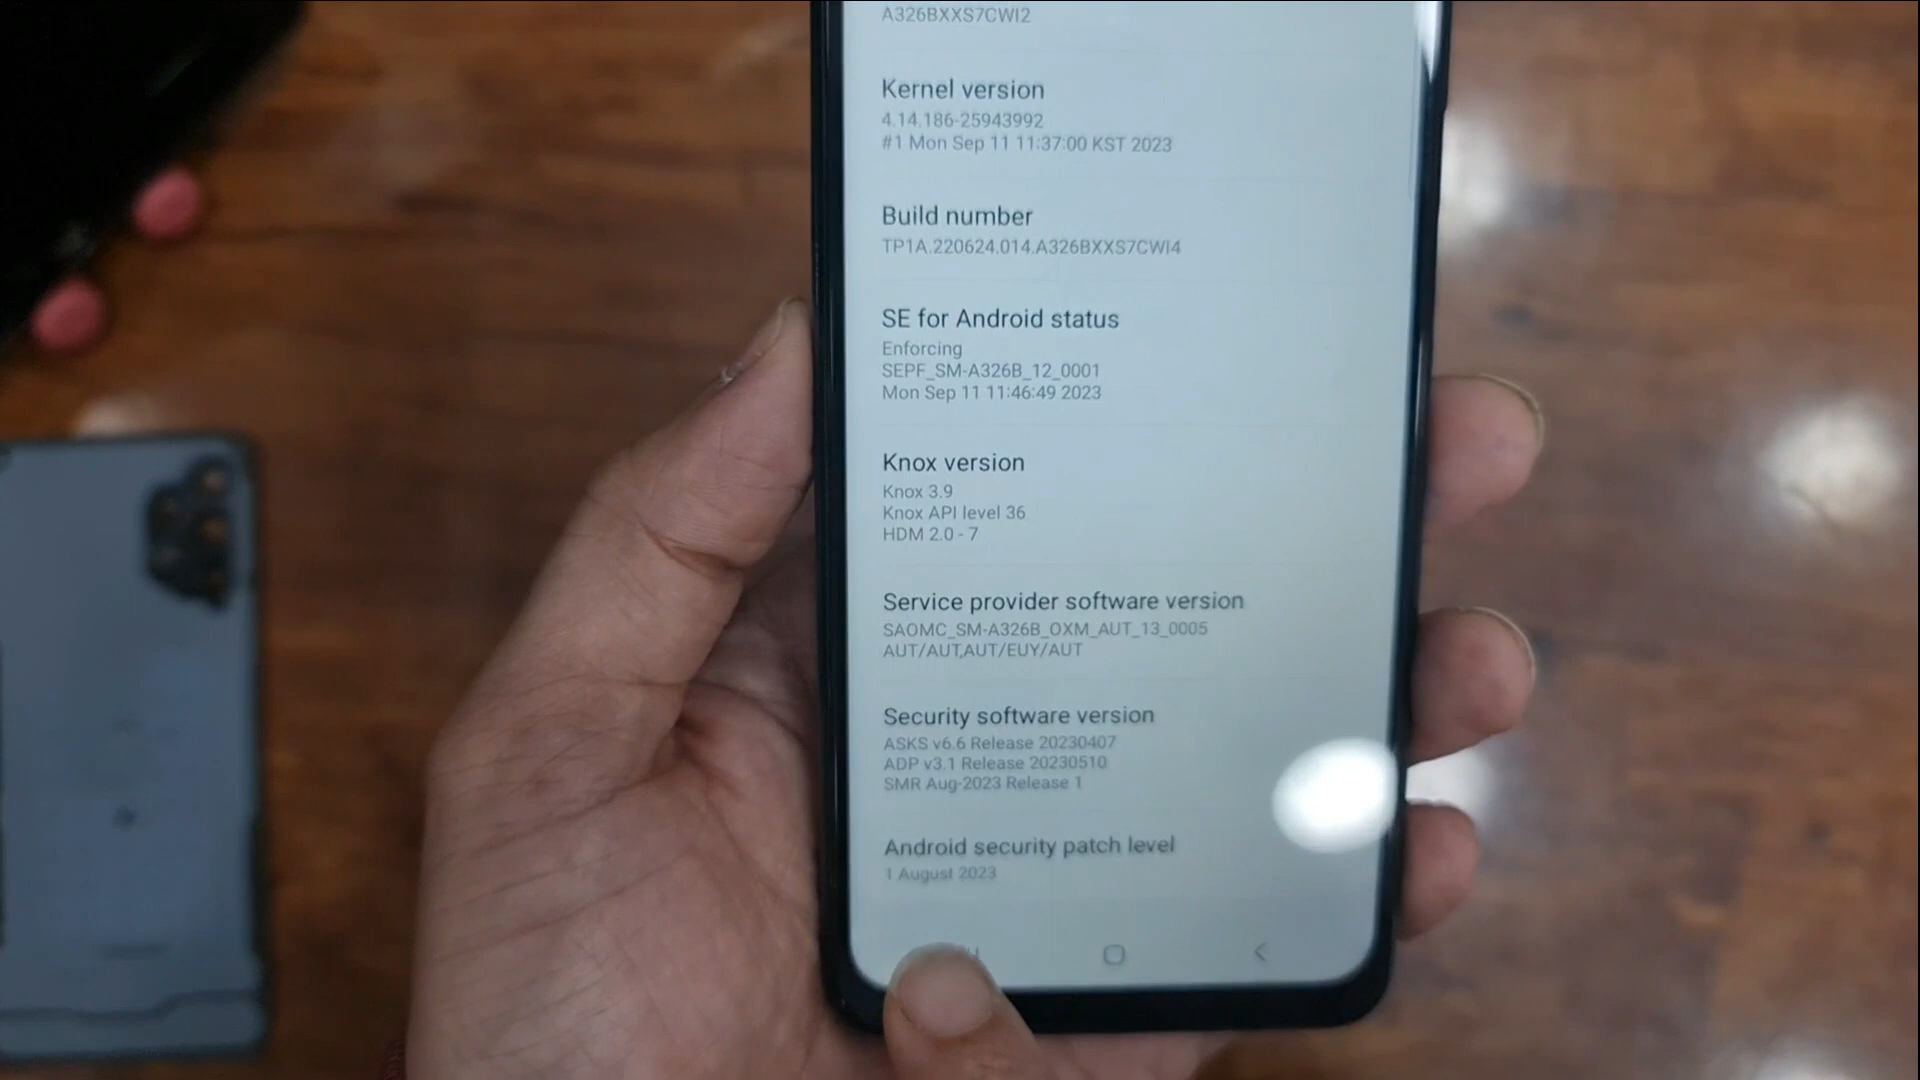 A326BXXS7CWI2
Kernel version
4.14.186-25943992
#1 Mon Sep 11 11:37:00 KST 2023
Build number
TP1A.220624.014.A326BXXS7CWI4
SE for Android status
Enforcing
SEPF_SM-A326B_12_0001
Mon Sep 11 11:46:49 2023
Knox version
Knox 3.9
Knox API level 36
HDM 2.0 - 7
Service provider software version
SAOMC_SM-A326B_OXM_AUT_13_0005
AUT/AUT,AUT/EUY/AUT
Security software version
ASKS v6.6 Release 20230407
ADP v3.1 Release 20230510
SMR Aug-2023 Release 1
Android security patch level
1 August 2023